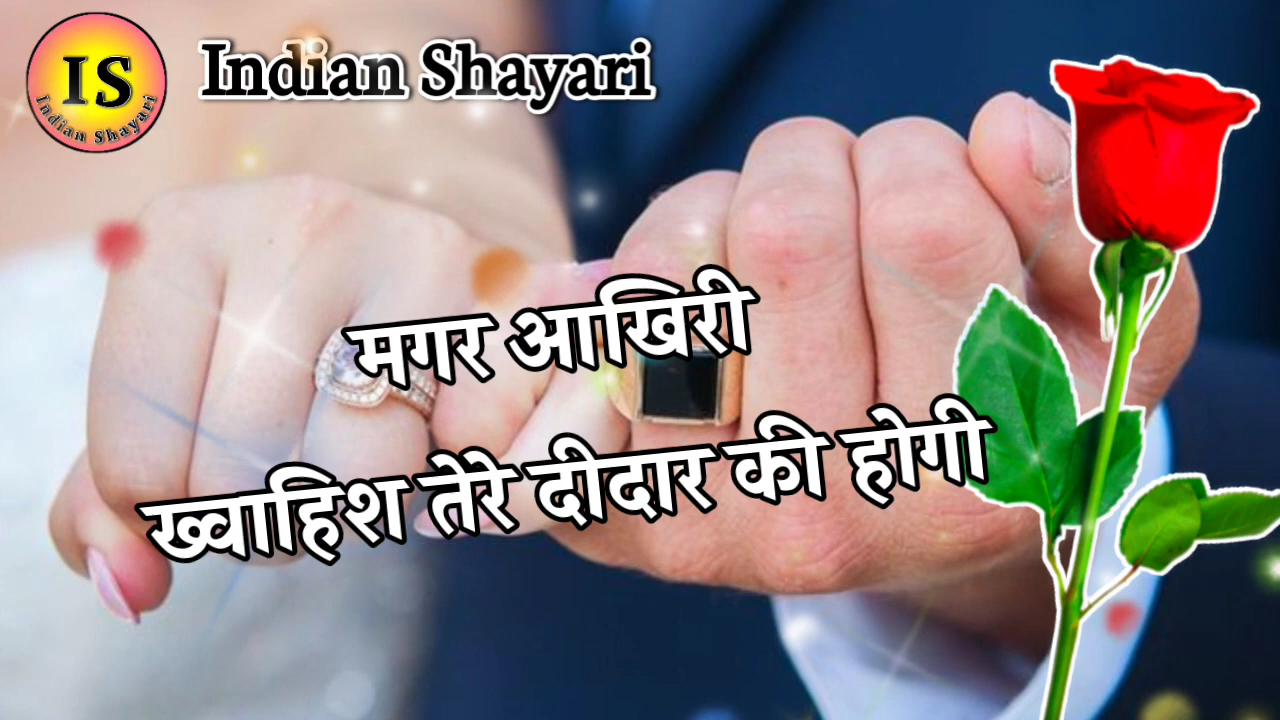 IS
Indian Shayari
Indian Shayari
मगर आखिरी
ख्वाहिश तेरे दीदार की होगी